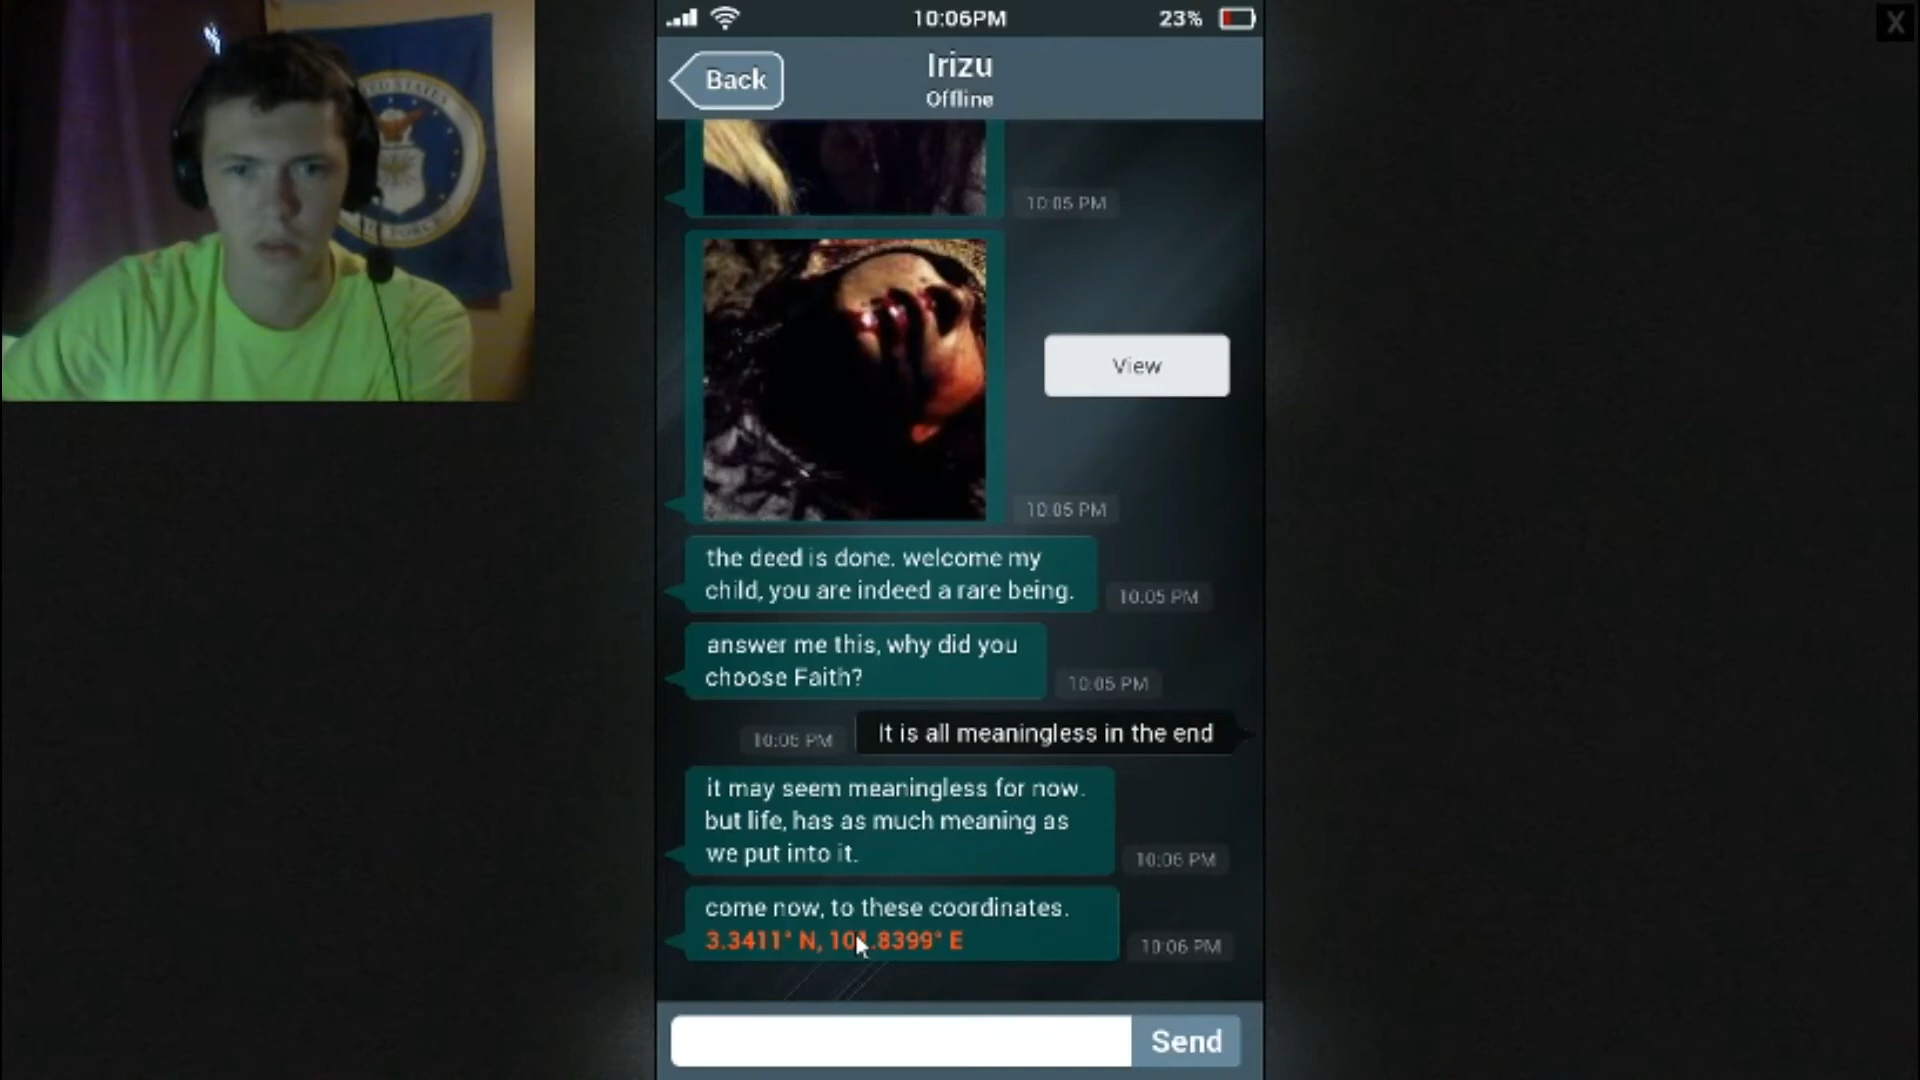 10:06PM
23%
X
Back
Irizu
Offline
10:05 PM
View
10:05 PM
the deed is done. welcome my
child, you are indeed a rare being.
10:05 PM
answer me this, why did you
choose Faith?
10:05 PM
10:06 PM
It is all meaningless in the end
it may seem meaningless for now.
but life, has as much meaning as
we put into it.
10:06 PM
come now, to these coordinates.
3.3411° N, 101.8399° E
10:06 PM
Send